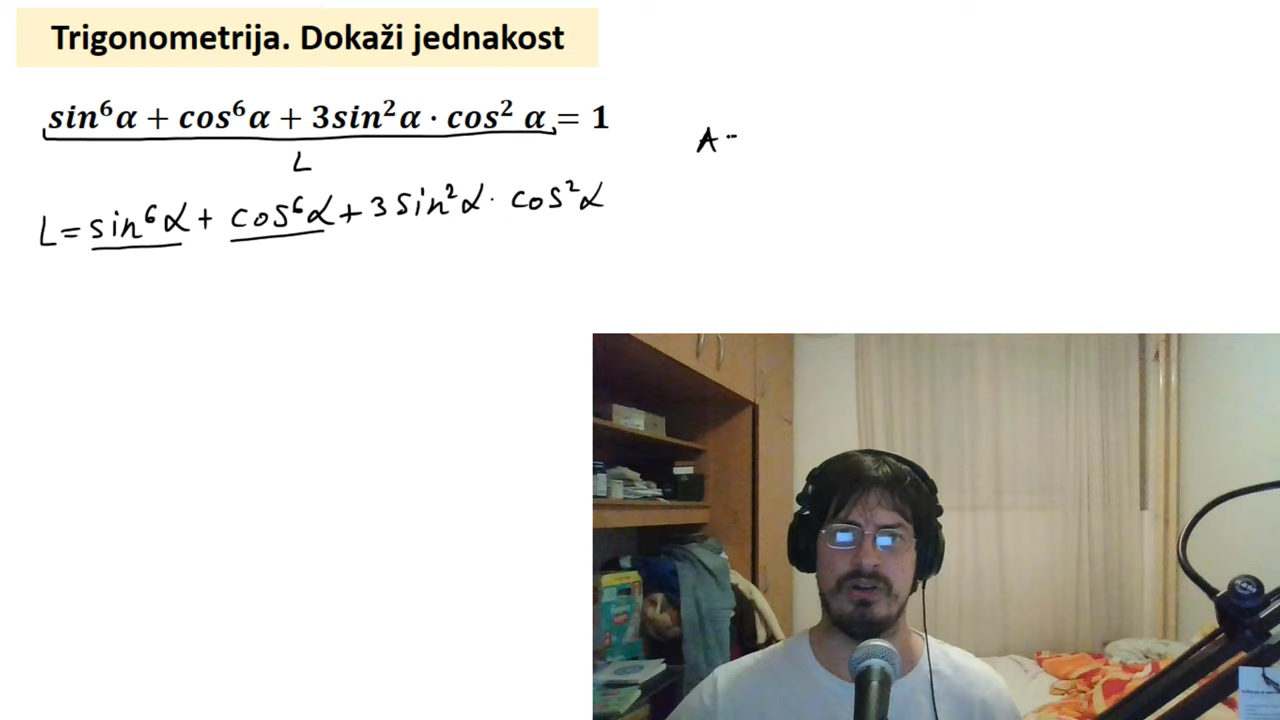 Trigonometrija. Dokaži jednakost
sin⁶α + cos⁶α + 3sin²α · cos² α = 1
L
A =
L = sin⁶α + cos⁶α + 3 sin²α · cos²α